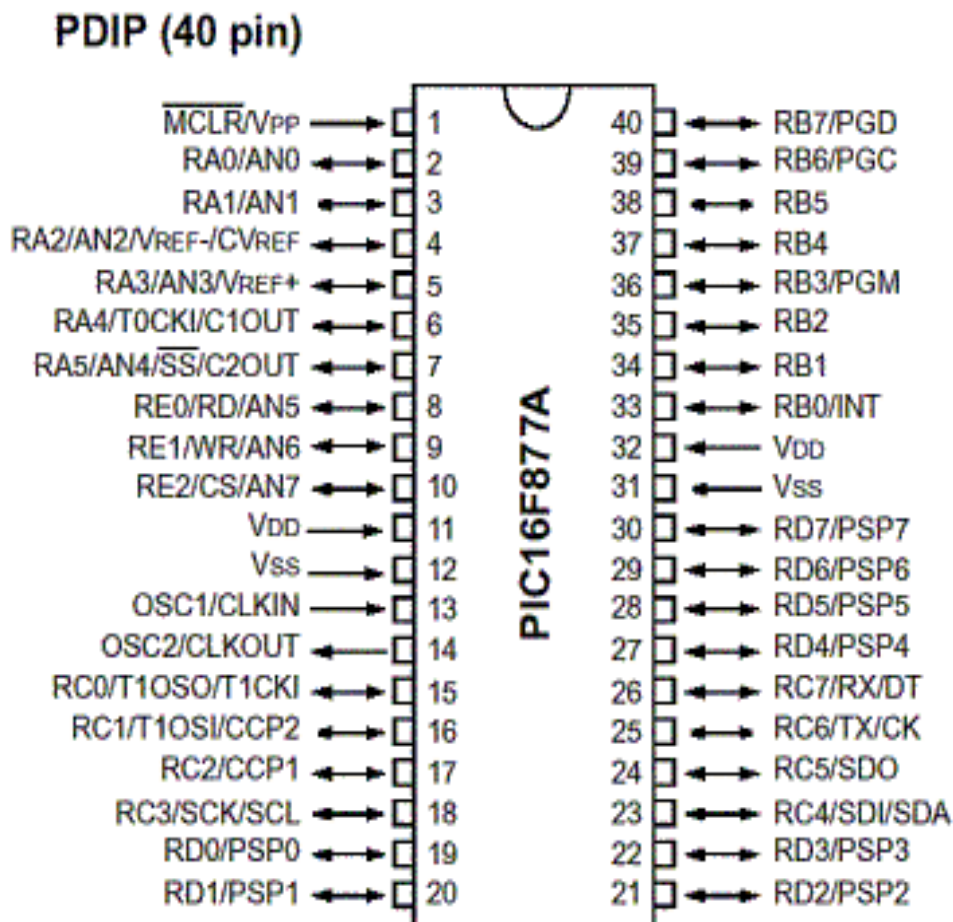 PDIP (40 pin)
MCLR/VPP 1 40 RB7/PGD
RA0/AN0 2 39 RB6/PGC
RA1/AN1 3 38 RB5
RA2/AN2/VREF-/CVREF 4 37 RB4
RA3/AN3/VREF+ 5 36 RB3/PGM
RA4/T0CKI/C1OUT 6 35 RB2
RA5/AN4/SS/C2OUT 7 34 RB1
RE0/RD/AN5 8 33 RB0/INT
RE1/WR/AN6 9 32 VDD
RE2/CS/AN7 10 31 VSS
VDD 11 30 RD7/PSP7
VSS 12 29 RD6/PSP6
OSC1/CLKIN 13 28 RD5/PSP5
OSC2/CLKOUT 14 27 RD4/PSP4
RC0/T1OSO/T1CKI 15 26 RC7/RX/DT
RC1/T1OSI/CCP2 16 25 RC6/TX/CK
RC2/CCP1 17 24 RC5/SDO
RC3/SCK/SCL 18 23 RC4/SDI/SDA
RD0/PSP0 19 22 RD3/PSP3
RD1/PSP1 20 21 RD2/PSP2
PIC16F877A